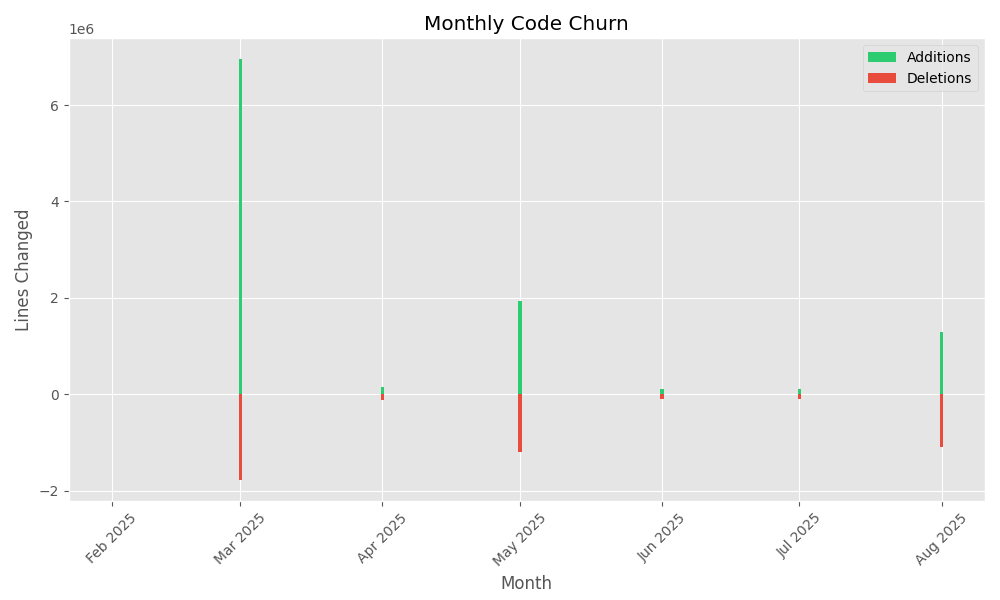 Monthly Code Churn
1e6
Additions
Deletions
6
4
2
0
−2
Lines Changed
Feb 2025
Mar 2025
Apr 2025
May 2025
Jun 2025
Jul 2025
Aug 2025
Month